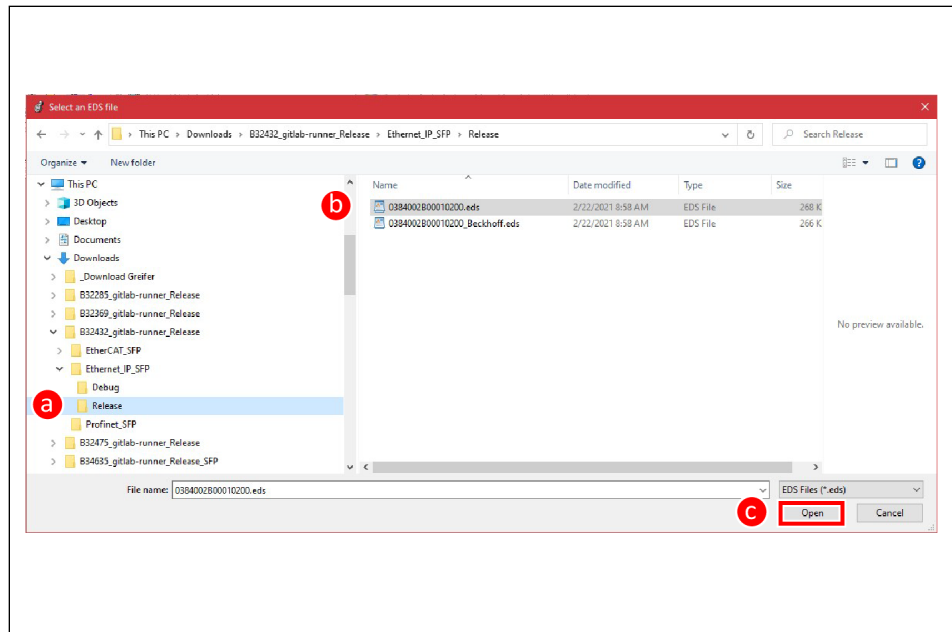 Select an EDS file
This PC > Downloads > B32432_gitlab-runner_Release > Ethernet_IP_SFP > Release
Search Release
Organize
New folder
This PC
3D Objects
Desktop
Documents
Downloads
_Download Greifer
B32285_gitlab-runner_Release
B32369_gitlab-runner_Release
B32432_gitlab-runner_Release
EtherCAT_SFP
Ethernet_IP_SFP
Debug
a
Release
Profinet_SFP
B32475_gitlab-runner_Release
B34635_gitlab-runner_Release_SFP
Name Date modified Type Size
b
0384002B00010200.eds 2/22/2021 8:58 AM EDS File 268 K
0384002B00010200_Beckhoff.eds 2/22/2021 8:58 AM EDS File 266 K
No preview available.
File name: 0384002B00010200.eds
EDS Files (*.eds)
c
Open
Cancel